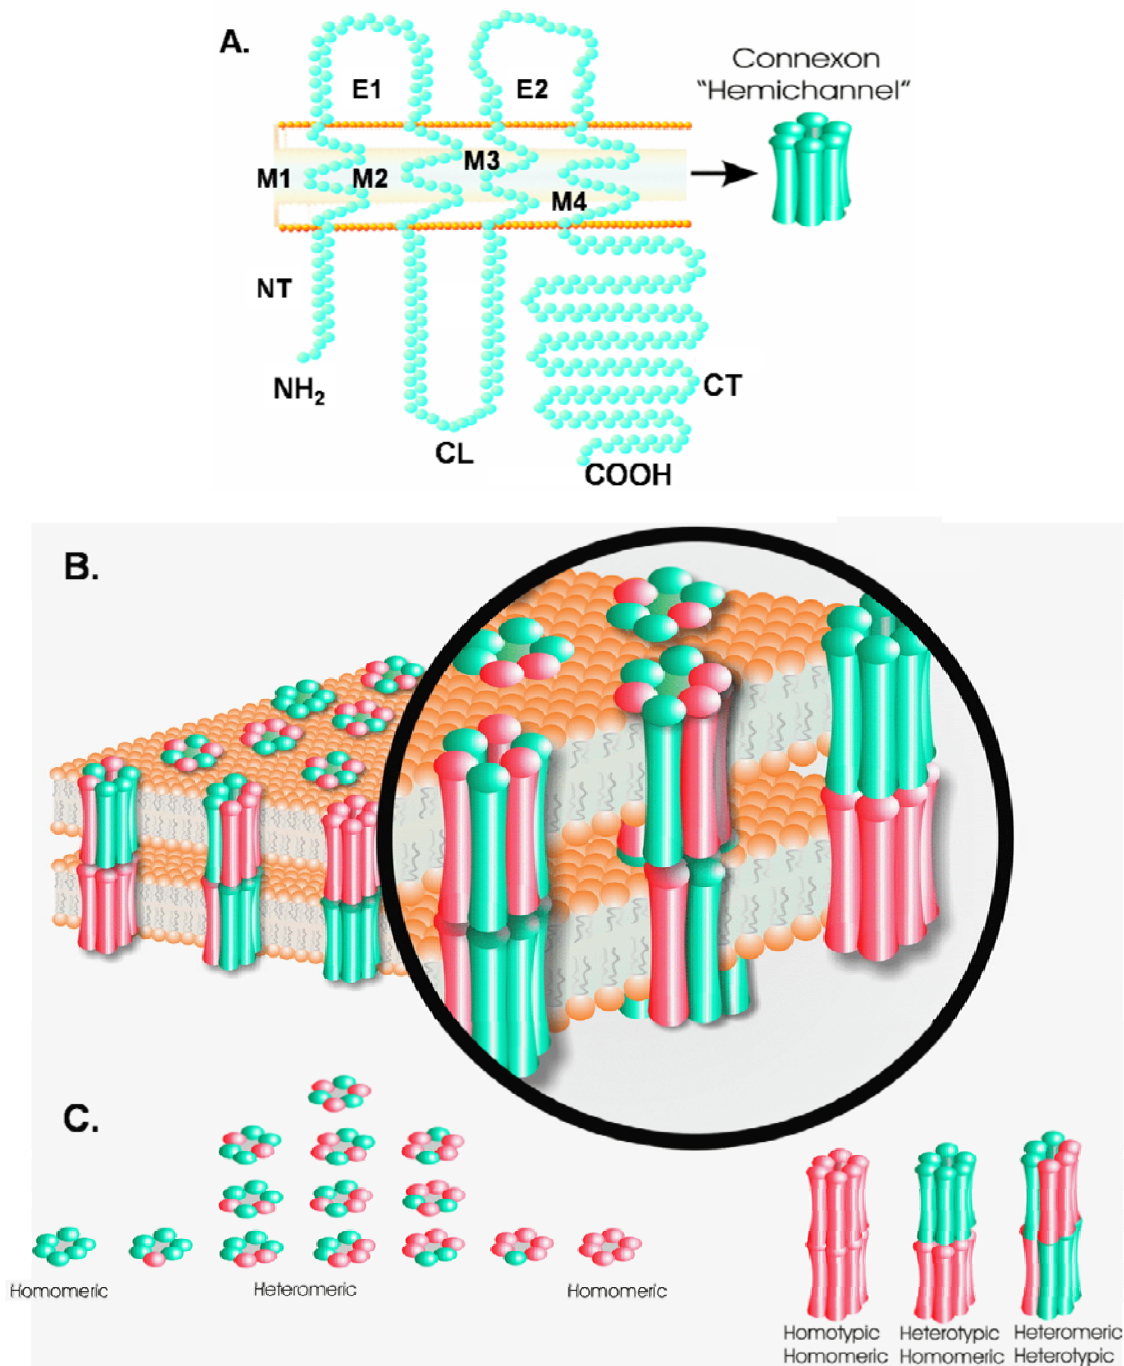 A.
Connexon
"Hemichannel"
E1
E2
M1
M2
M3
M4
NT
NH₂
CL
CT
COOH
B.
C.
Homomeric
Heteromeric
Homomeric
Homotypic
Homomeric
Heterotypic
Homomeric
Heteromeric
Heterotypic